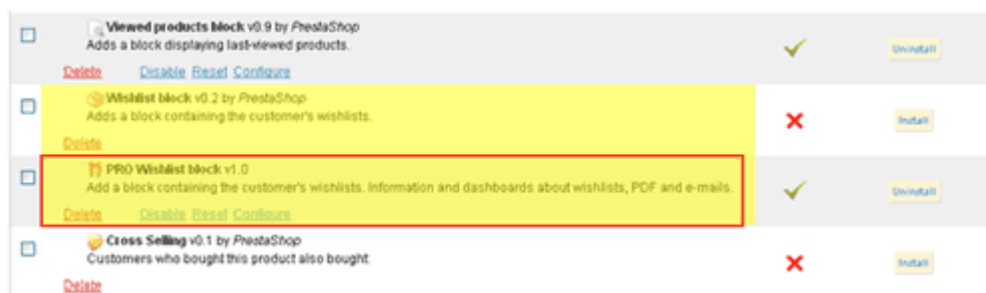 Viewed products block v0.9 by PrestaShop
Adds a block displaying last-viewed products.
Uninstall
Delete Disable Reset Configure
Wishlist block v0.2 by PrestaShop
Adds a block containing the customer's wishlists.
Install
Delete
PRO Wishlist block v1.0
Add a block containing the customer's wishlists. Information and dashboards about wishlists, PDF and e-mails.
Uninstall
Delete Disable Reset Configure
Cross Selling v0.1 by PrestaShop
Customers who bought this product also bought:
Install
Delete